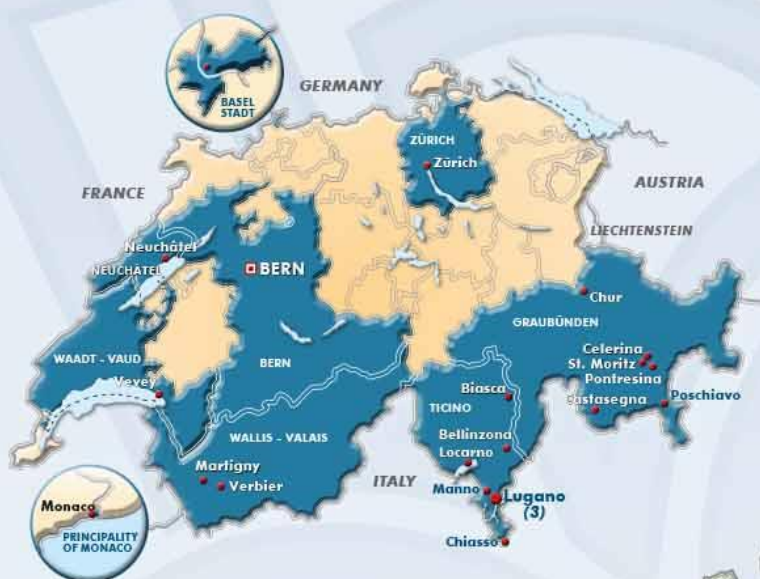 BASEL
STADT
GERMANY
ZÜRICH
Zürich
FRANCE
AUSTRIA
LIECHTENSTEIN
Neuchâtel
NEUCHÂTEL
BERN
Chur
GRAUBÜNDEN
WAADT - VAUD
BERN
Celerina
St. Moritz
Pontresina
Vevey
Biasca
Poschiavo
TICINO
WALLIS - VALAIS
Bellinzona
Locarno
Martigny
Verbier
ITALY
Manno
Lugano
(3)
Monaco
PRINCIPALITY
OF MONACO
Chiasso